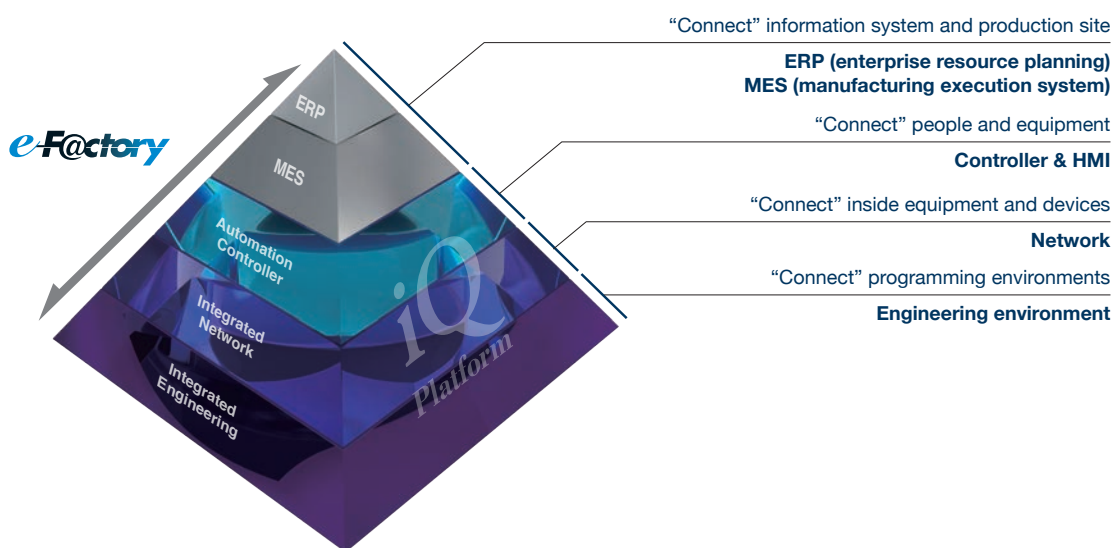 “Connect” information system and production site
ERP (enterprise resource planning)
MES (manufacturing execution system)
“Connect” people and equipment
Controller & HMI
“Connect” inside equipment and devices
Network
“Connect” programming environments
Engineering environment
e-F@ctory
ERP
MES
Automation
Controller
Integrated
Network
Integrated
Engineering
iQ
Platform